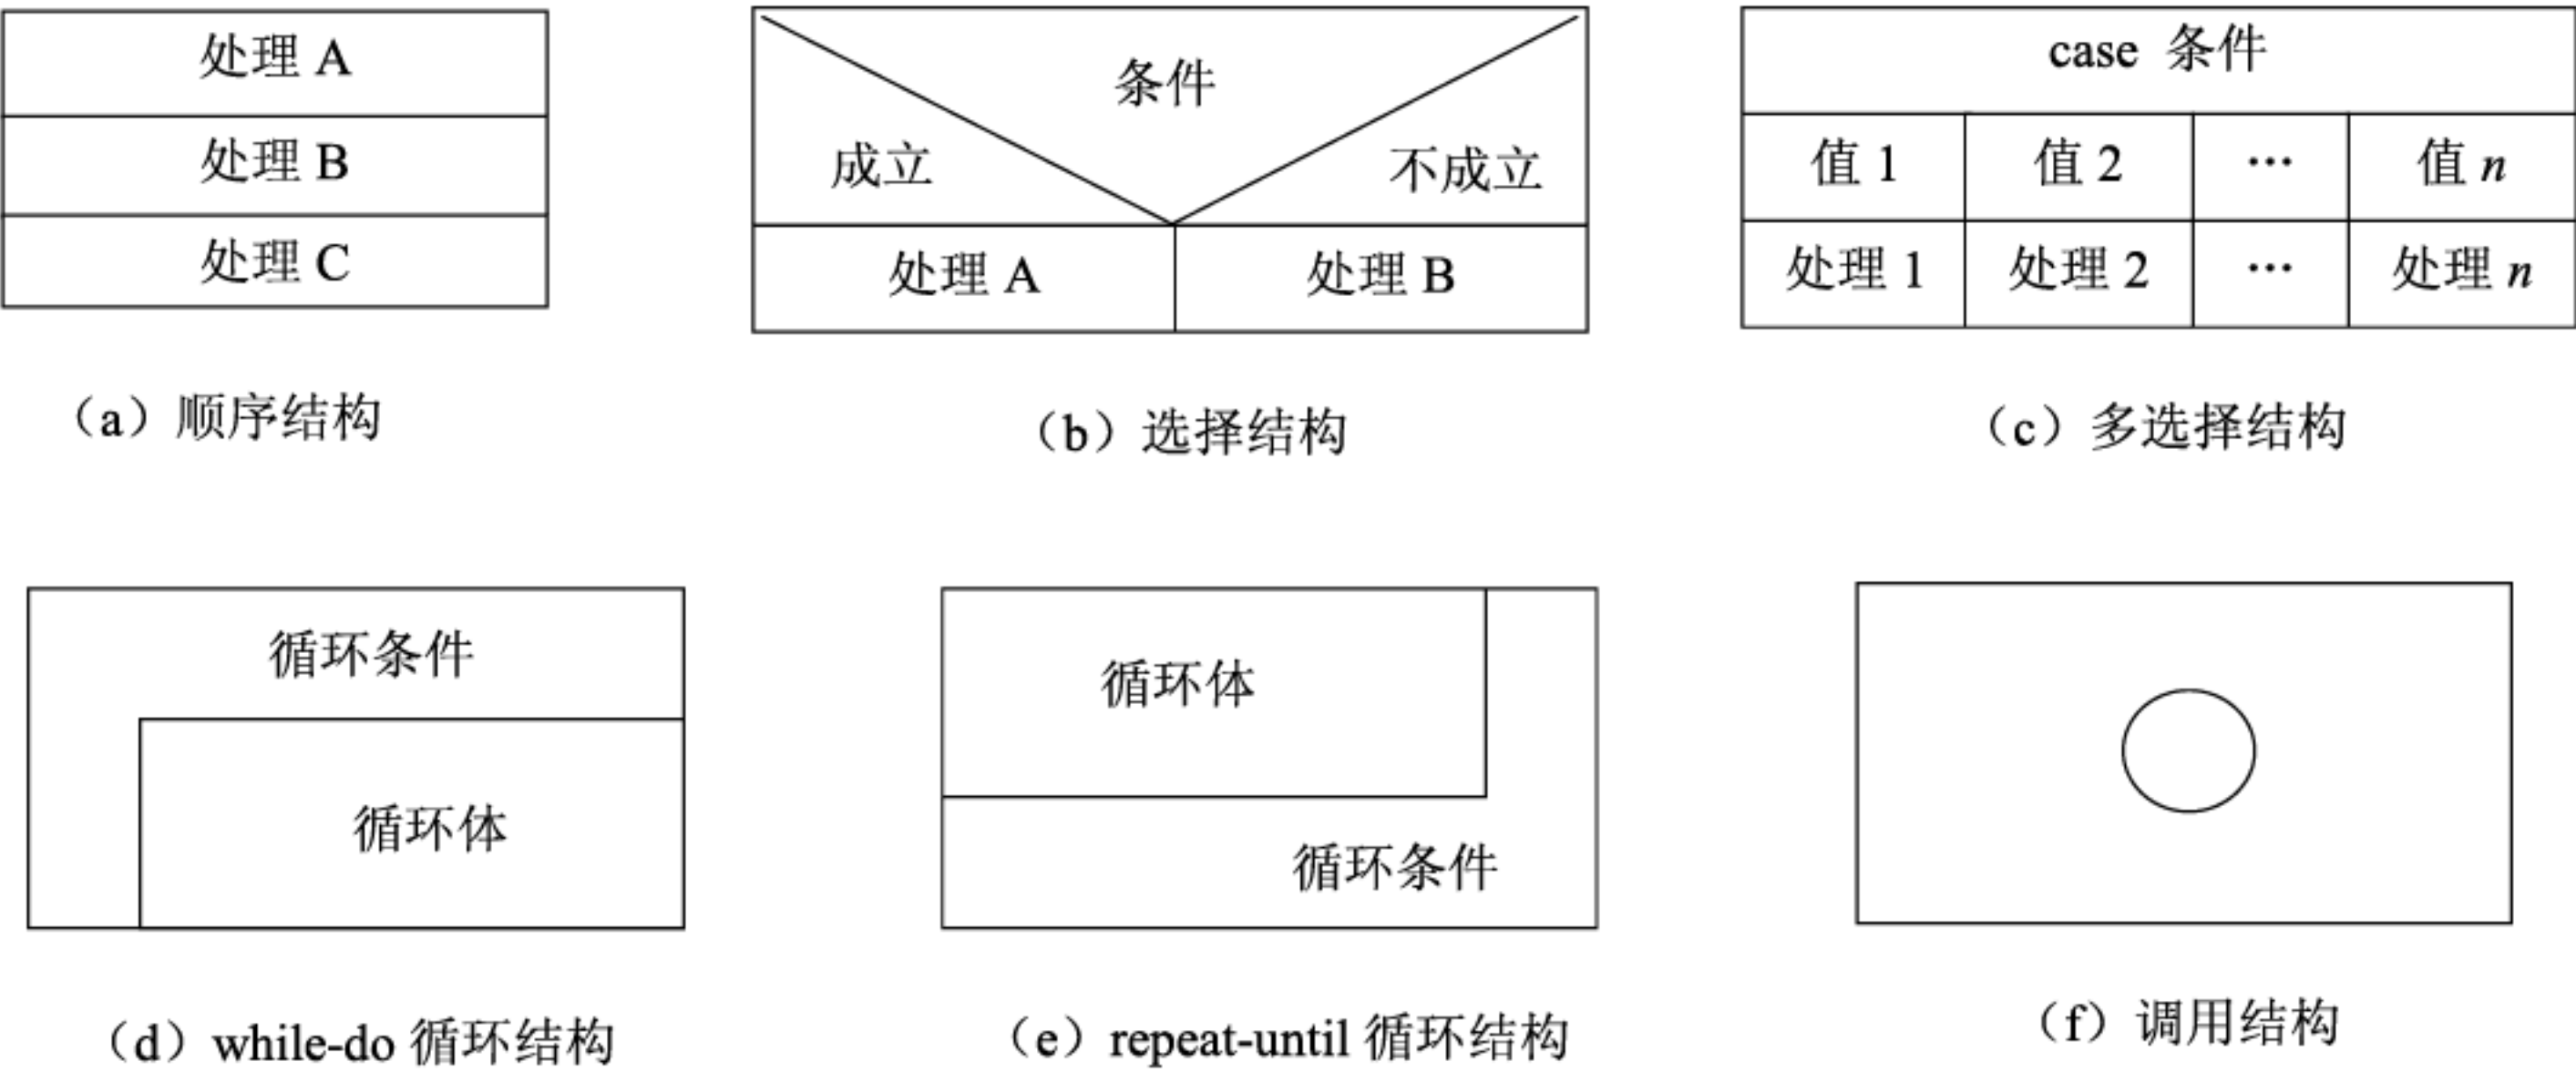 处理 A
处理 B
处理 C
（a）顺序结构
条件
成立
不成立
处理 A
处理 B
（b）选择结构
case 条件
值 1
值 2
…
值 n
处理 1
处理 2
…
处理 n
（c）多选择结构
循环条件
循环体
（d）while-do 循环结构
循环体
循环条件
（e）repeat-until 循环结构
（f）调用结构